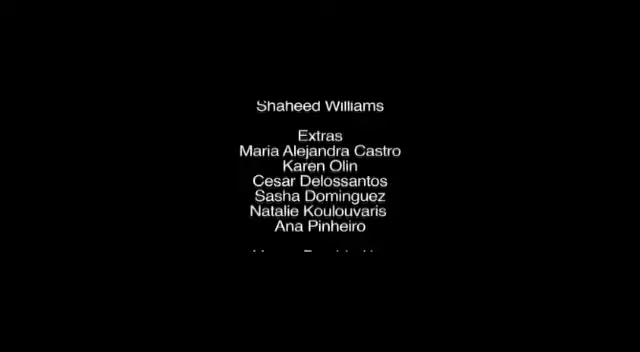 Shaheed Williams
Extras
Maria Alejandra Castro
Karen Olin
Cesar Delossantos
Sasha Dominguez
Natalie Koulouvaris
Ana Pinheiro